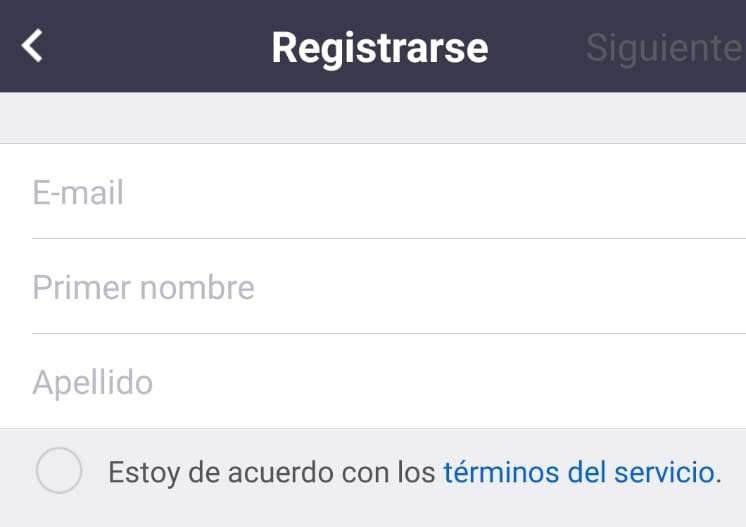 Registrarse Siguiente
E-mail
Primer nombre
Apellido
Estoy de acuerdo con los términos del servicio.